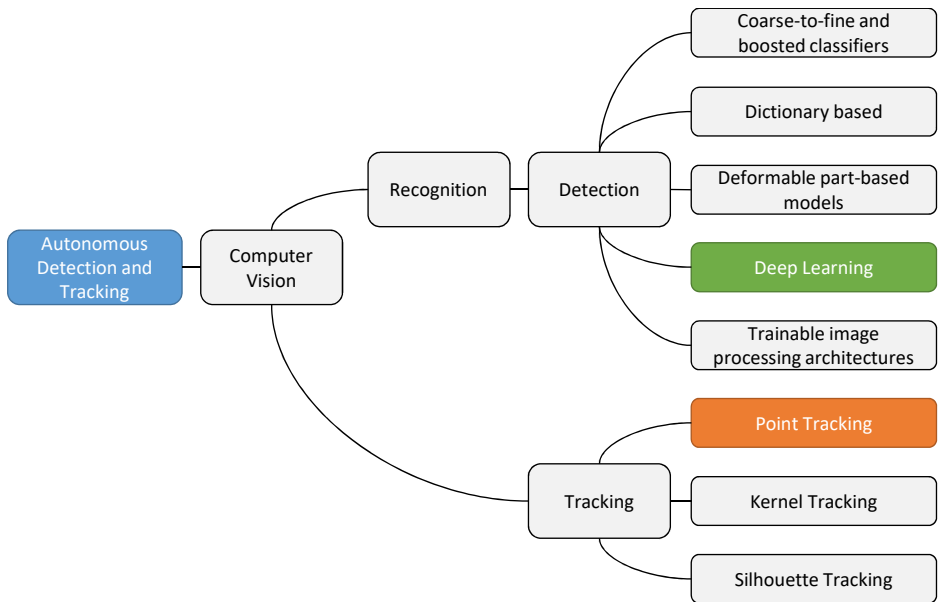 Autonomous
Detection and
Tracking
Computer
Vision
Recognition
Detection
Coarse-to-fine and
boosted classifiers
Dictionary based
Deformable part-based
models
Deep Learning
Trainable image
processing architectures
Tracking
Point Tracking
Kernel Tracking
Silhouette Tracking